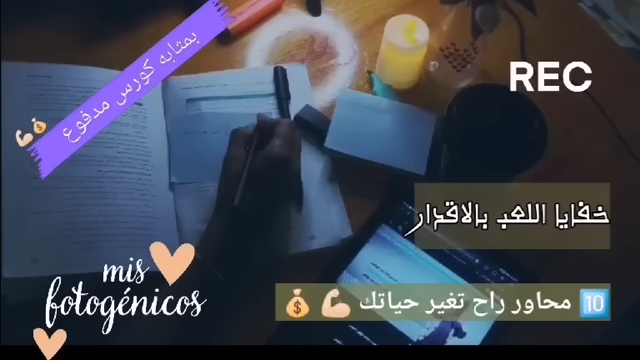 بمثابه كورس مدفوع 💪💰
REC
خفايا اللعب بالاقدار
🔟 محاور راح تغير حياتك 💪💰
mis
fotogénicos